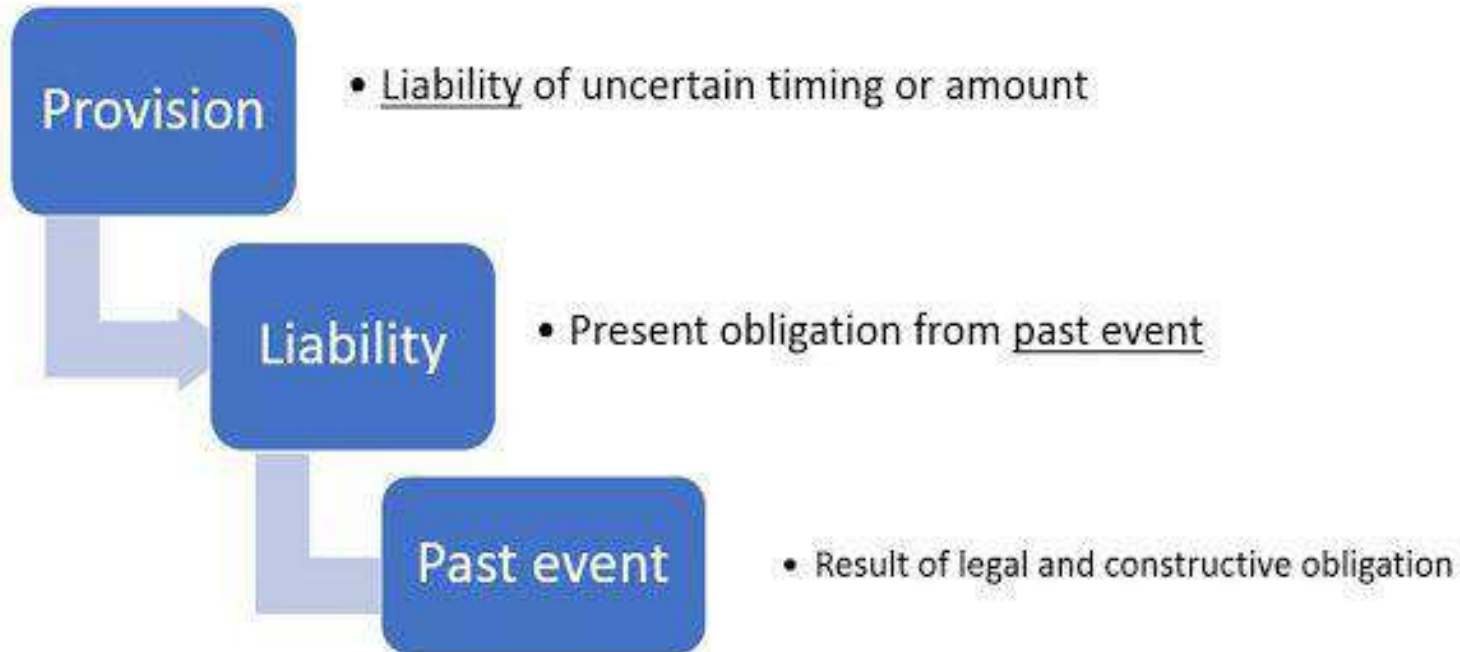 Provision
• Liability of uncertain timing or amount
Liability
• Present obligation from past event
Past event
• Result of legal and constructive obligation